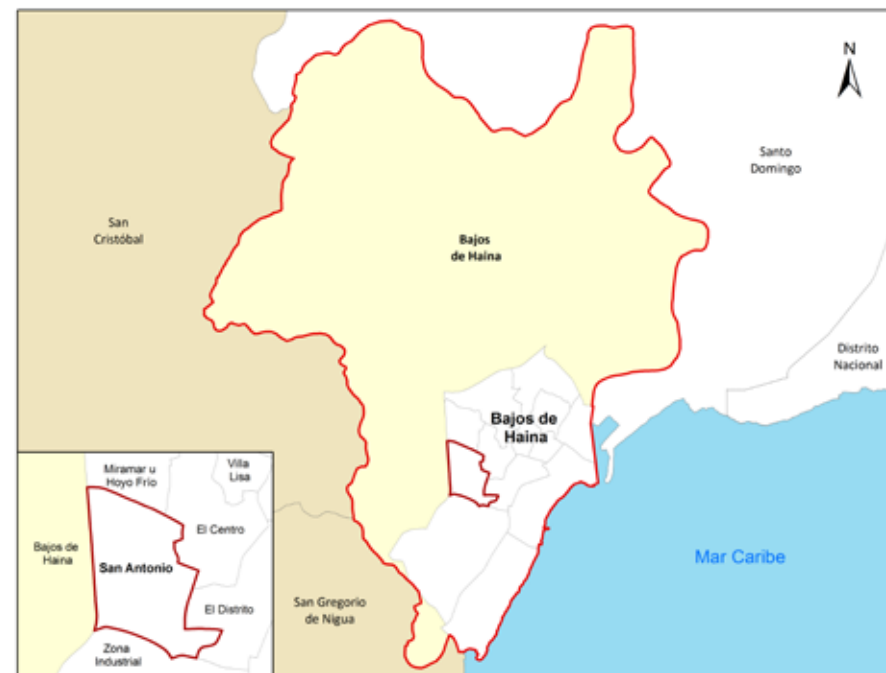 N
Santo
Domingo
San
Cristóbal
Bajos
de Haina
Distrito
Nacional
Bajos de
Haina
Mar Caribe
San Gregorio
de Nigua
Miramar u
Hoyo Frío
Villa
Lisa
El Centro
Bajos de
Haina
San Antonio
El Distrito
Zona
Industrial